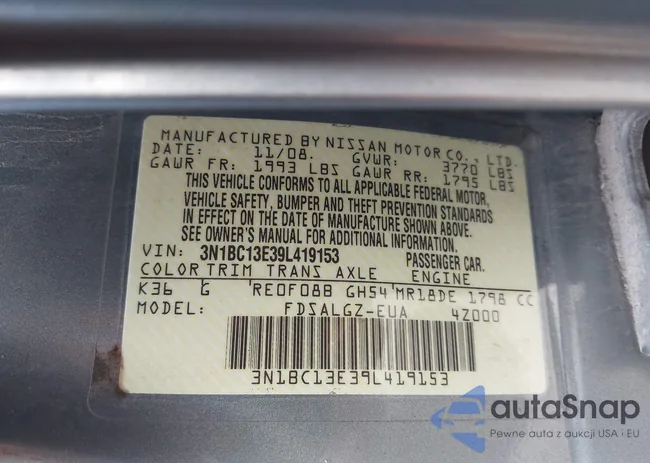 MANUFACTURED BY NISSAN MOTOR CO., LTD.
DATE: 11/08. GVWR: 3770 LBS
GAWR FR: 1993 LBS GAWR RR: 1795 LBS
THIS VEHICLE CONFORMS TO ALL APPLICABLE FEDERAL MOTOR
VEHICLE SAFETY, BUMPER AND THEFT PREVENTION STANDARDS
IN EFFECT ON THE DATE OF MANUFACTURE SHOWN ABOVE.
SEE OWNER'S MANUAL FOR ADDITIONAL INFORMATION
VIN: 3N1BC13E39L419153 PASSENGER CAR.
COLOR TRIM TRANS AXLE ENGINE
K36 G RE0F08B GH54 MR18DE 1798 CC
MODEL: FDSALGZ-EUA 4Z000
3N1BC13E39L419153
autaSnap
Pewne auta z aukcji USA i EU